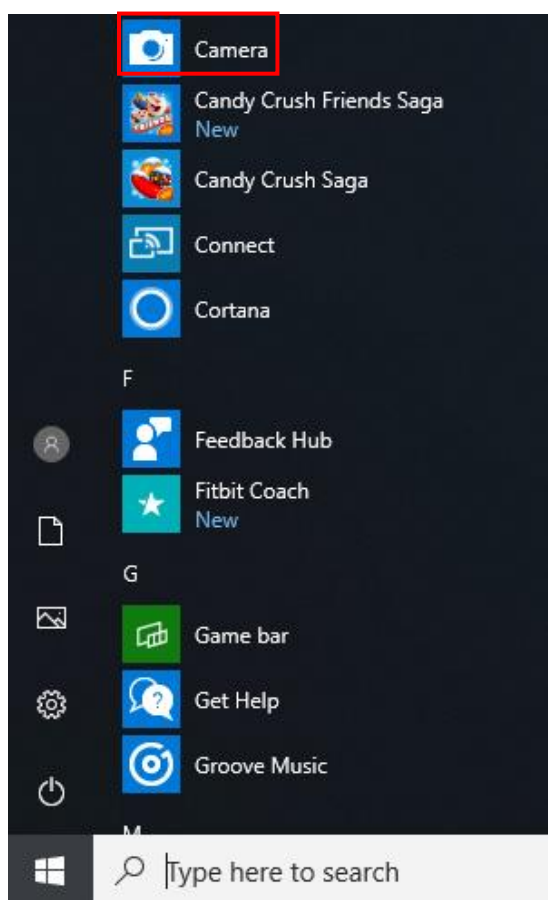 Camera
Candy Crush Friends Saga
New
Candy Crush Saga
Connect
Cortana
F
Feedback Hub
Fitbit Coach
New
G
Game bar
Get Help
Groove Music
M
Type here to search